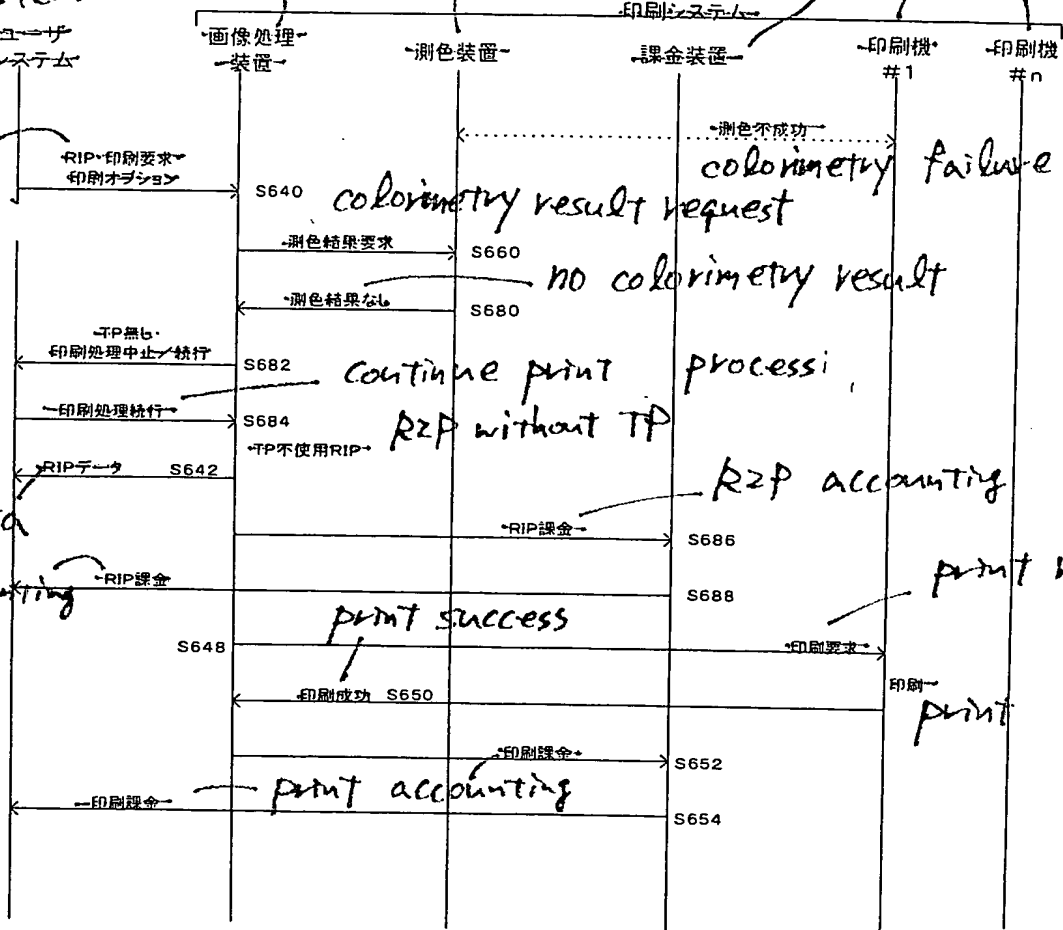 印刷システム
ユーザ
システム
画像処理
装置
測色装置
課金装置
印刷機
#1
印刷機
#n
測色不成功
colorimetry failure
RIP・印刷要求
印刷オプション
S640
colorimetry result request
測色結果要求
S660
no colorimetry result
測色結果なし
S680
TP無し
印刷処理中止/続行
S682
continue print
印刷処理続行
S684
TP不使用RIP
RIP without TP
RIPデータ
S642
RIP accounting
RIP課金
S686
RIP課金
S688
print
print success
S648
印刷要求
印刷成功
S650
印刷
print
印刷課金
S652
print accounting
印刷課金
S654